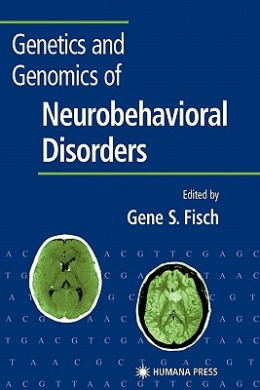 Genetics and
Genomics of
Neurobehavioral
Disorders
Edited by
Gene S. Fisch
HUMANA PRESS